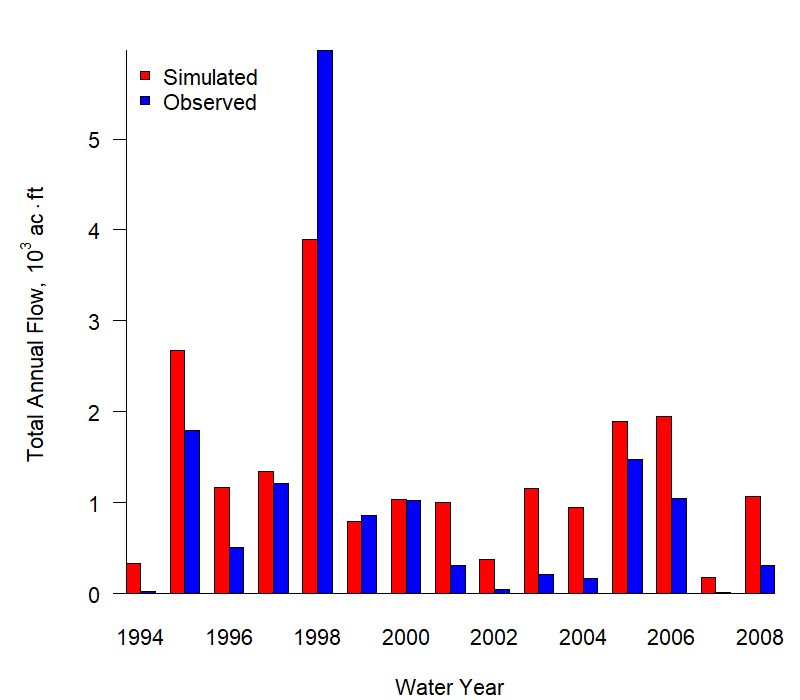 Simulated
Observed
Total Annual Flow, 10³ ac · ft
5
4
3
2
1
0
1994 1996 1998 2000 2002 2004 2006 2008
Water Year